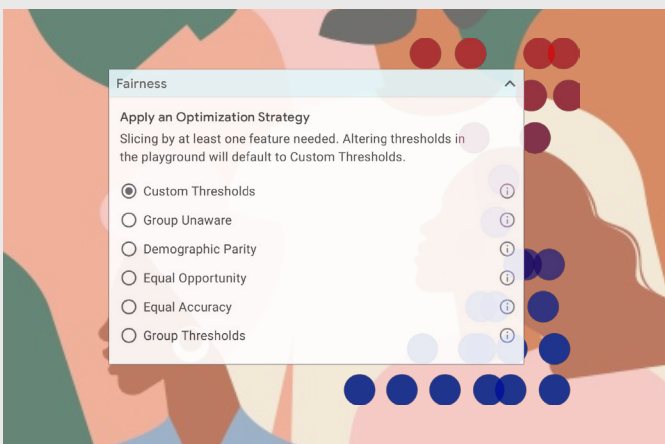 Fairness
Apply an Optimization Strategy
Slicing by at least one feature needed. Altering thresholds in
the playground will default to Custom Thresholds.
Custom Thresholds
Group Unaware
Demographic Parity
Equal Opportunity
Equal Accuracy
Group Thresholds